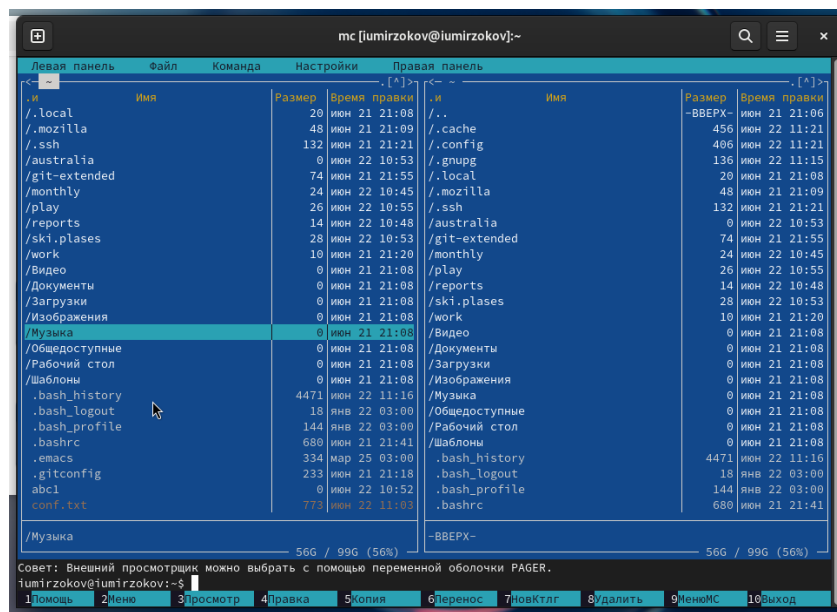 mc [iumirzokov@iumirzokov]:~
Левая панель Файл Команда Настройки Правая панель
<- ~ .[^]> <- ~ .[^]>
.и Имя Размер Время правки .и Имя Размер Время правки
/.local 20 июн 21 21:08 /.. -ВВЕРХ- июн 21 21:06
/.mozilla 48 июн 21 21:09 /.cache 456 июн 22 11:21
/.ssh 132 июн 21 21:21 /.config 406 июн 22 11:21
/australia 0 июн 22 10:53 /.gnupg 136 июн 22 11:15
/git-extended 74 июн 21 21:55 /.local 20 июн 21 21:08
/monthly 24 июн 22 10:45 /.mozilla 48 июн 21 21:09
/play 26 июн 22 10:55 /.ssh 132 июн 21 21:21
/reports 14 июн 22 10:48 /australia 0 июн 22 10:53
/ski.plases 28 июн 22 10:53 /git-extended 74 июн 21 21:55
/work 10 июн 21 21:20 /monthly 24 июн 22 10:45
/Видео 0 июн 21 21:08 /play 26 июн 22 10:55
/Документы 0 июн 21 21:08 /reports 14 июн 22 10:48
/Загрузки 0 июн 21 21:08 /ski.plases 28 июн 22 10:53
/Изображения 0 июн 21 21:08 /work 10 июн 21 21:20
/Музыка 0 июн 21 21:08 /Видео 0 июн 21 21:08
/Общедоступные 0 июн 21 21:08 /Документы 0 июн 21 21:08
/Рабочий стол 0 июн 21 21:08 /Загрузки 0 июн 21 21:08
/Шаблоны 0 июн 21 21:08 /Изображения 0 июн 21 21:08
.bash_history 4471 июн 22 11:16 /Музыка 0 июн 21 21:08
.bash_logout 18 янв 22 03:00 /Общедоступные 0 июн 21 21:08
.bash_profile 144 янв 22 03:00 /Рабочий стол 0 июн 21 21:08
.bashrc 680 июн 21 21:41 /Шаблоны 0 июн 21 21:08
.emacs 334 мар 25 03:00 .bash_history 4471 июн 22 11:16
.gitconfig 233 июн 21 21:18 .bash_logout 18 янв 22 03:00
abc1 0 июн 22 10:52 .bash_profile 144 янв 22 03:00
conf.txt 773 июн 22 11:03 .bashrc 680 июн 21 21:41
/Музыка -ВВЕРХ-
56G / 99G (56%) 56G / 99G (56%)
Совет: Внешний просмотрщик можно выбрать с помощью переменной оболочки PAGER.
iumirzokov@iumirzokov:~$
1Помощь 2Меню 3Просмотр 4Правка 5Копия 6Перенос 7НовКтлг 8Удалить 9МенюMC 10Выход